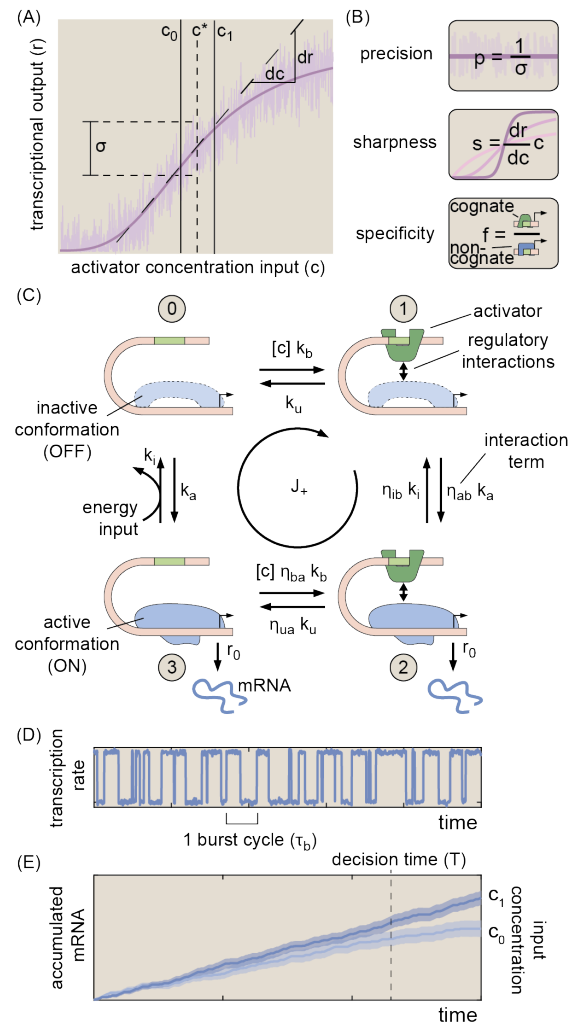 (A)
c₀ c* c₁
dr
dc
σ
transcriptional output (r)
activator concentration input (c)
(B)
precision
p = 1/σ
sharpness
s = dr/dc c
specificity
cognate
f =
non-
cognate
(C)
0
1
activator
regulatory
interactions
[c] k_b
k_u
inactive
conformation
(OFF)
k_i
k_a
energy
input
J₊
interaction
term
η_ib k_i
η_ab k_a
[c] η_ba k_b
η_ua k_u
active
conformation
(ON)
3
r₀
mRNA
2
r₀
(D)
transcription
rate
time
1 burst cycle (τ_b)
decision time (T)
(E)
accumulated
mRNA
c₁
c₀
input
concentration
time